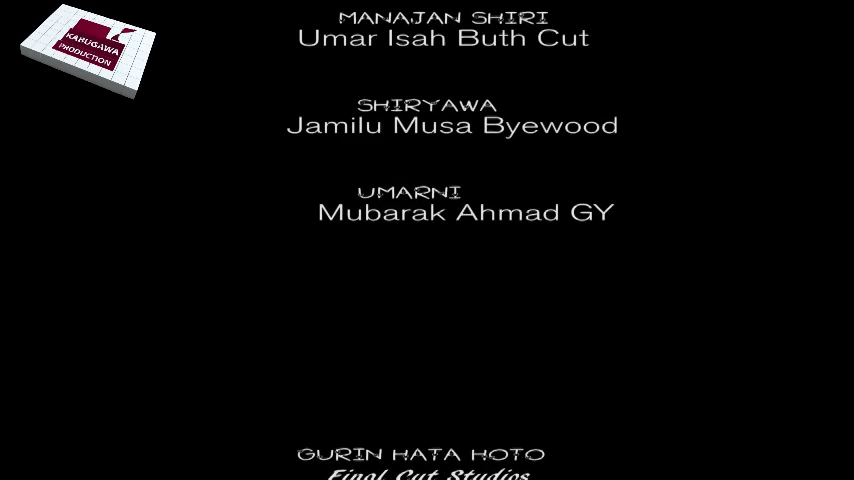 KABUGAWA
PRODUCTION
MANAJAN SHIRI
Umar Isah Buth Cut
SHIRYAWA
Jamilu Musa Byewood
UMARNI
Mubarak Ahmad GY
GURIN HATA HOTO
Final Cut Studios